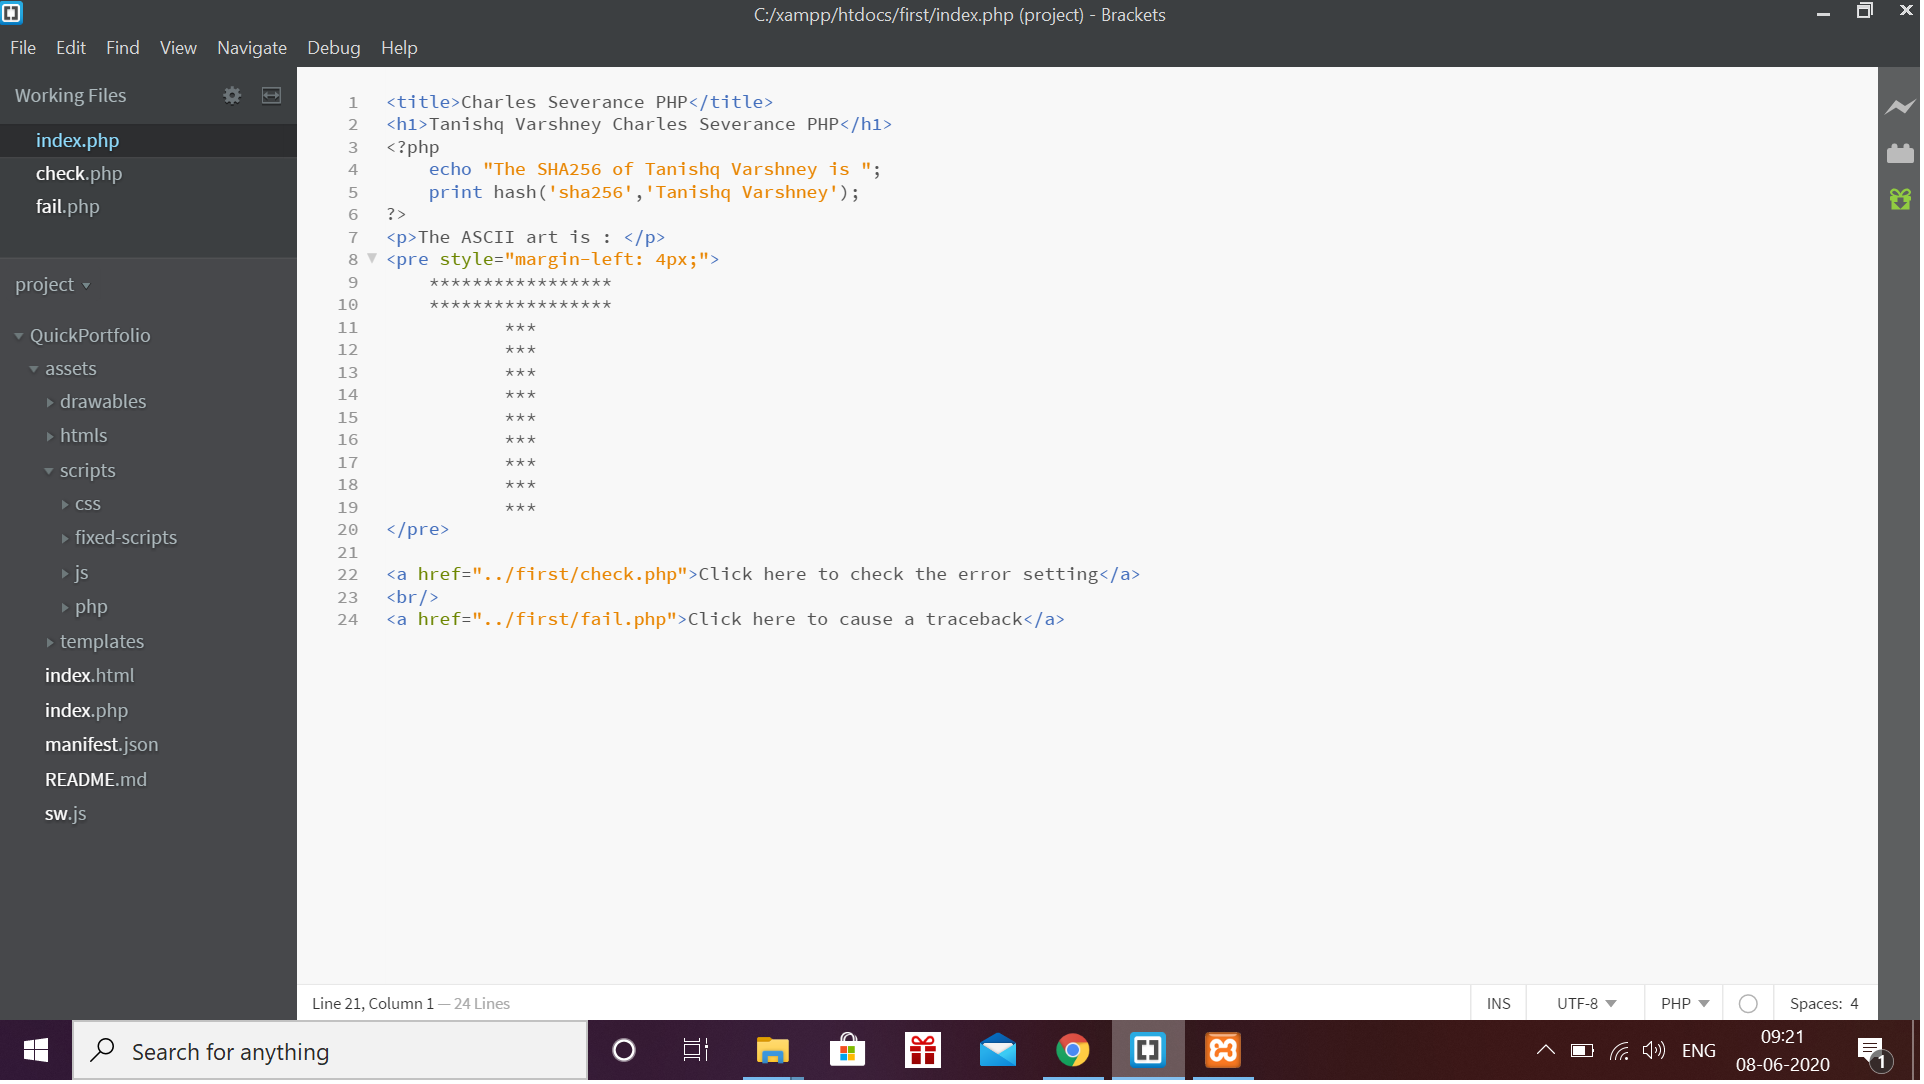 C:/xampp/htdocs/first/index.php (project) - Brackets
File Edit Find View Navigate Debug Help
Working Files
index.php
check.php
fail.php
project
QuickPortfolio
assets
drawables
htmls
scripts
css
fixed-scripts
js
php
templates
index.html
index.php
manifest.json
README.md
sw.js
1 <title>Charles Severance PHP</title>
2 <h1>Tanishq Varshney Charles Severance PHP</h1>
3 <?php
4     echo "The SHA256 of Tanishq Varshney is ";
5     print hash('sha256','Tanishq Varshney');
6 ?>
7 <p>The ASCII art is : </p>
8 <pre style="margin-left: 4px;">
9     *****************
10     *****************
11            ***
12            ***
13            ***
14            ***
15            ***
16            ***
17            ***
18            ***
19            ***
20 </pre>
21
22 <a href="../first/check.php">Click here to check the error setting</a>
23 <br/>
24 <a href="../first/fail.php">Click here to cause a traceback</a>
Line 21, Column 1 — 24 Lines
INS UTF-8 PHP Spaces: 4
Search for anything
ENG
09:21
08-06-2020
1